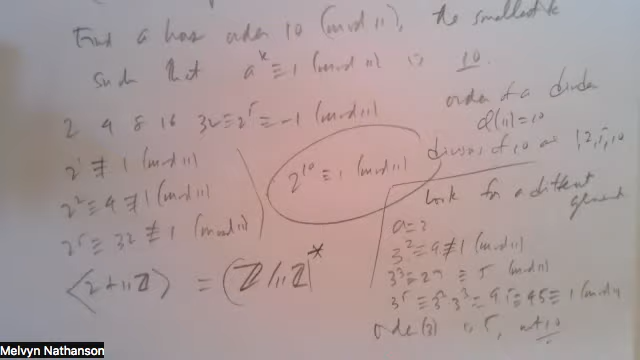 Find a has order 10 (mod 11), the smallest k
such that a^k ≡ 1 (mod 11) is 10.
2 4 8 16 32 ≡ 2^5 ≡ -1 (mod 11)
2^1 ≢ 1 (mod 11)
2^2 ≡ 4 ≢ 1 (mod 11)
2^5 ≡ 32 ≢ 1 (mod 11)
⟨2+11ℤ⟩ = (ℤ/11ℤ)^*
2^10 ≡ 1 (mod 11)
order of a divides
φ(11) = 10
divisors of 10 are 1, 2, 5, 10
Look for a different
a = 3
3^2 ≡ 9 ≢ 1 (mod 11)
3^3 ≡ 27 ≡ 5 (mod 11)
3^5 ≡ 3^2 3^3 ≡ 9·5 ≡ 45 ≡ 1 (mod 11)
order(3) is 5, not 10
Melvyn Nathanson